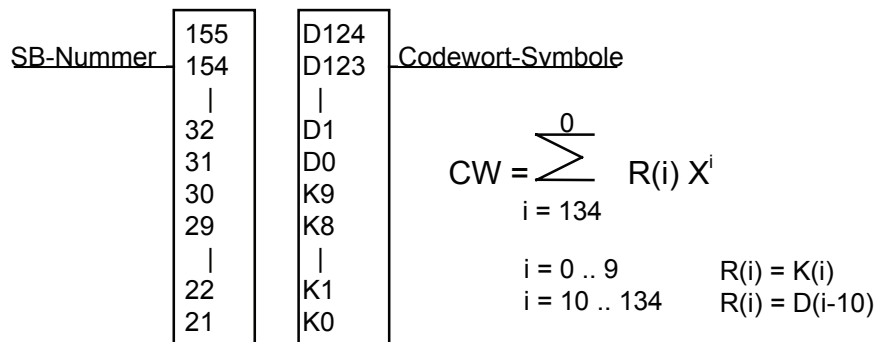 155 D124
SB-Nummer 154 D123 Codewort-Symbole
| |
32 D1
31 D0
30 K9
29 K8
| |
22 K1
21 K0
0
CW = ∑ R(i) Xⁱ
i = 134
i = 0 .. 9 R(i) = K(i)
i = 10 .. 134 R(i) = D(i-10)